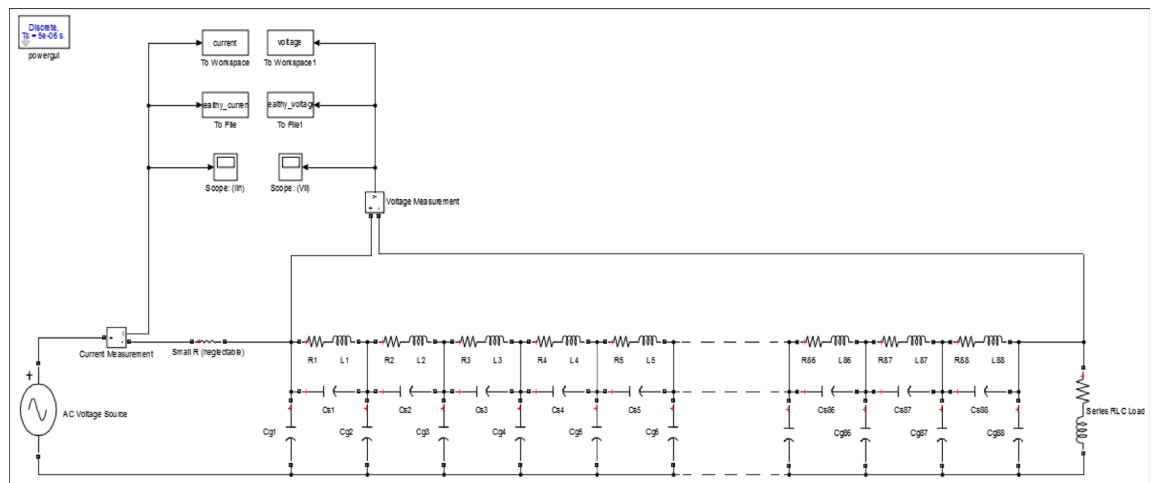 Discrete,
Ts = 5e-06 s.
powergui
current
To Workspace
voltage
To Workspace1
ealthy_curren
To File
ealthy_voltag
To File1
Scope: (Iin)
Scope: (VII)
v
+ -
Voltage Measurement
i
+ -
Current Measurement
Small R (neglectable)
R1 L1 R2 L2 R3 L3 R4 L4 R5 L5 R86 L86 R87 L87 R88 L88
Cs1 Cs2 Cs3 Cs4 Cs5 Cs86 Cs87 Cs88
+
AC Voltage Source
Series RLC Load
Cg1 Cg2 Cg3 Cg4 Cg5 Cg6 Cg86 Cg87 Cg88